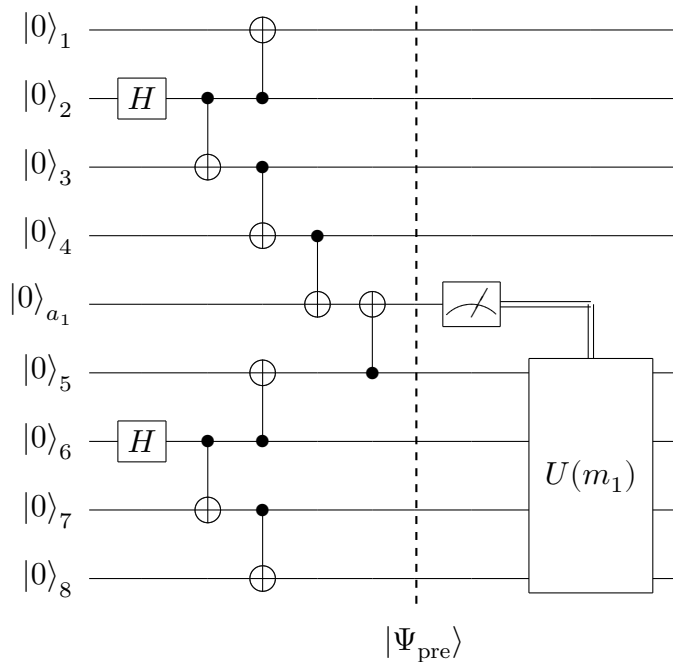 |0⟩₁
|0⟩₂ H
|0⟩₃
|0⟩₄
|0⟩ₐ₁
|0⟩₅
|0⟩₆ H U(m₁)
|0⟩₇
|0⟩₈
|Ψ_pre⟩